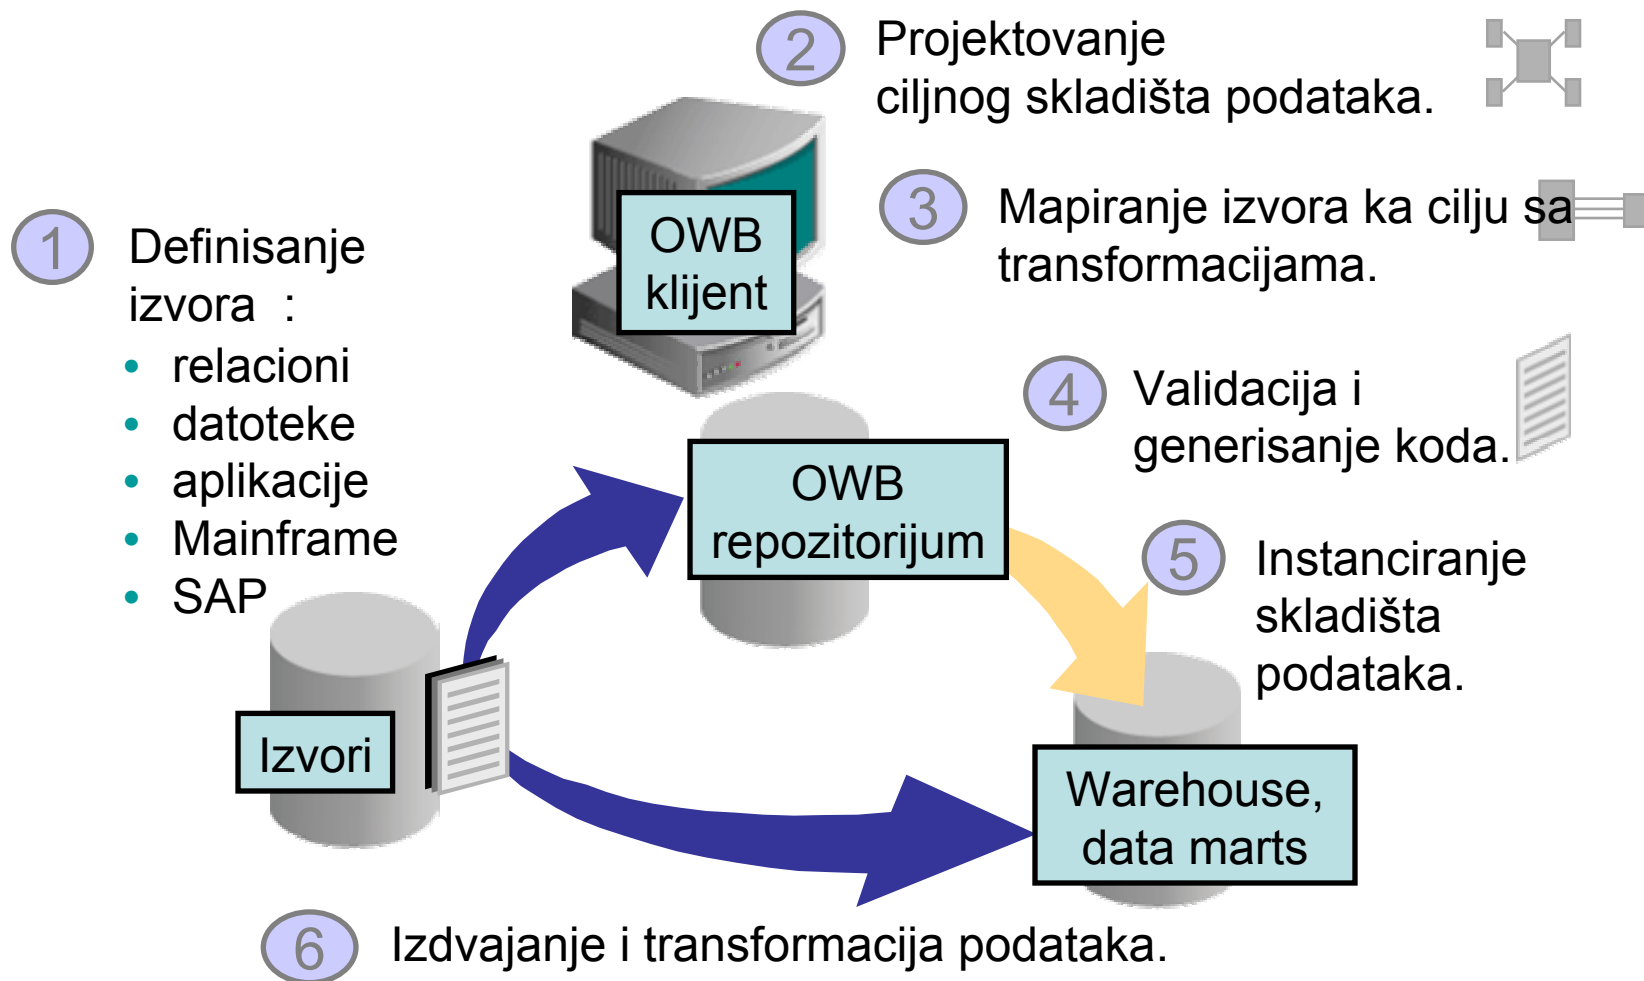 2
Projektovanje
ciljnog skladišta podataka.
3
Mapiranje izvora ka cilju sa
transformacijama.
1
Definisanje
izvora :
• relacioni
• datoteke
• aplikacije
• Mainframe
• SAP
OWB
klijent
4
Validacija i
generisanje koda.
OWB
repozitorijum
5
Instanciranje
skladišta
podataka.
Izvori
Warehouse,
data marts
6
Izdvajanje i transformacija podataka.